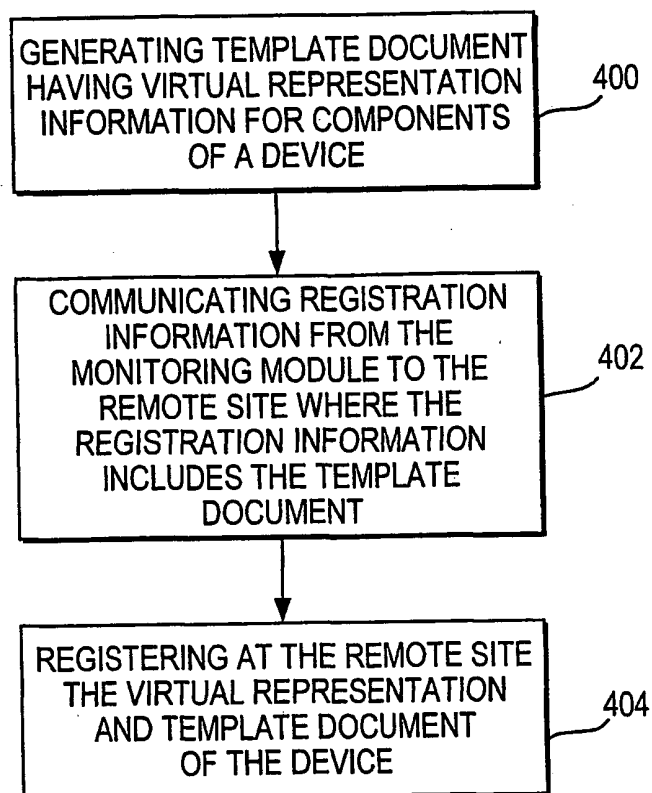 GENERATING TEMPLATE DOCUMENT
HAVING VIRTUAL REPRESENTATION
INFORMATION FOR COMPONENTS
OF A DEVICE
400
COMMUNICATING REGISTRATION
INFORMATION FROM THE
MONITORING MODULE TO THE
REMOTE SITE WHERE THE
REGISTRATION INFORMATION
INCLUDES THE TEMPLATE
DOCUMENT
402
REGISTERING AT THE REMOTE SITE
THE VIRTUAL REPRESENTATION
AND TEMPLATE DOCUMENT
OF THE DEVICE
404